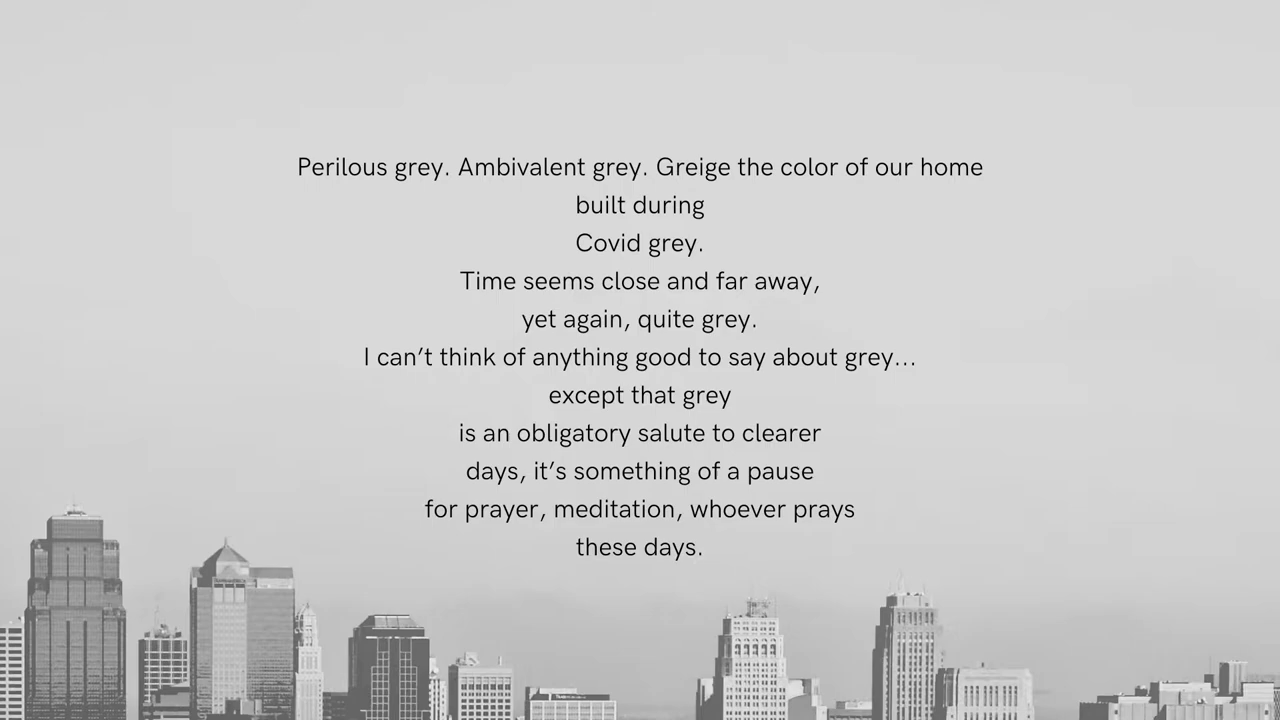 Perilous grey. Ambivalent grey. Greige the color of our home
built during
Covid grey.
Time seems close and far away,
yet again, quite grey.
I can’t think of anything good to say about grey...
except that grey
is an obligatory salute to clearer
days, it’s something of a pause
for prayer, meditation, whoever prays
these days.